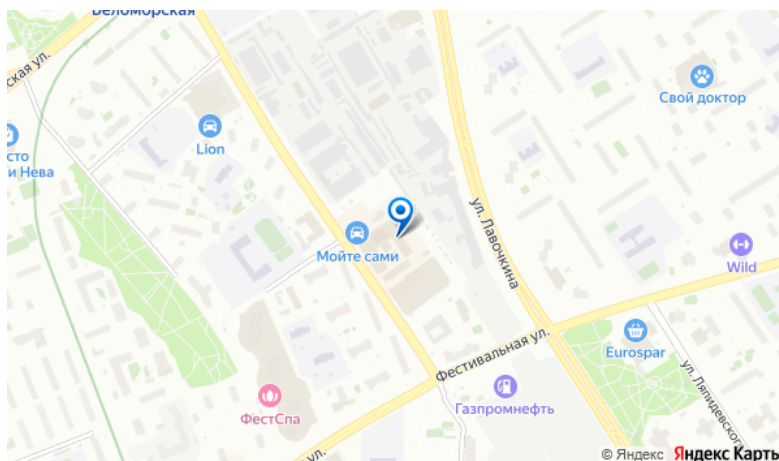 Беломорская
ская ул.
Свой доктор
Lion
сто
и Нева
ул. Лавочкина
Мойте сами
Wild
Фестивальная ул.
Eurospar
ул. Ляпидевского
Газпромнефть
ФестСпа
ул.
© Яндекс Яндекс Карты